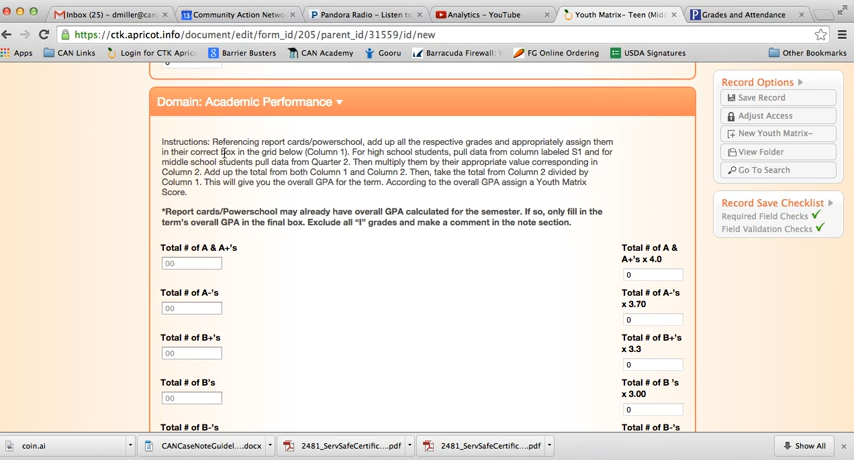 Inbox (25) - dmiller@can
Community Action Netw
Pandora Radio - Listen to
Analytics - YouTube
Youth Matrix- Teen (Midd
Grades and Attendance
https://ctk.apricot.info/document/edit/form_id/205/parent_id/31559/id/new
Apps
CAN Links
Login for CTK Apric
Barrier Busters
CAN Academy
Gooru
Barracuda Firewall:
FG Online Ordering
USDA Signatures
Other Bookmarks
Domain: Academic Performance
Instructions: Referencing report cards/powerschool, add up all the respective grades and appropriately assign them
in their correct box in the grid below (Column 1). For high school students, pull data from column labeled S1 and for
middle school students pull data from Quarter 2. Then multiply them by their appropriate value corresponding in
Column 2. Add up the total from both Column 1 and Column 2. Then, take the total from Column 2 divided by
Column 1. This will give you the overall GPA for the term. According to the overall GPA assign a Youth Matrix
Score.
*Report cards/Powerschool may already have overall GPA calculated for the semester. If so, only fill in the
term's overall GPA in the final box. Exclude all "I" grades and make a comment in the note section.
Total # of A & A+'s
00
Total # of A &
A+'s x 4.0
0
Total # of A-'s
00
Total # of A-'s
x 3.70
0
Total # of B+'s
00
Total # of B+'s
x 3.3
0
Total # of B's
00
Total # of B 's
x 3.00
0
Total # of B-'s
Total # of B-'s
Record Options
Save Record
Adjust Access
New Youth Matrix-
View Folder
Go To Search
Record Save Checklist
Required Field Checks
Field Validation Checks
coin.ai
CANCaseNoteGuidel....docx
2481_ServSafeCertific....pdf
2481_ServSafeCertific....pdf
Show All